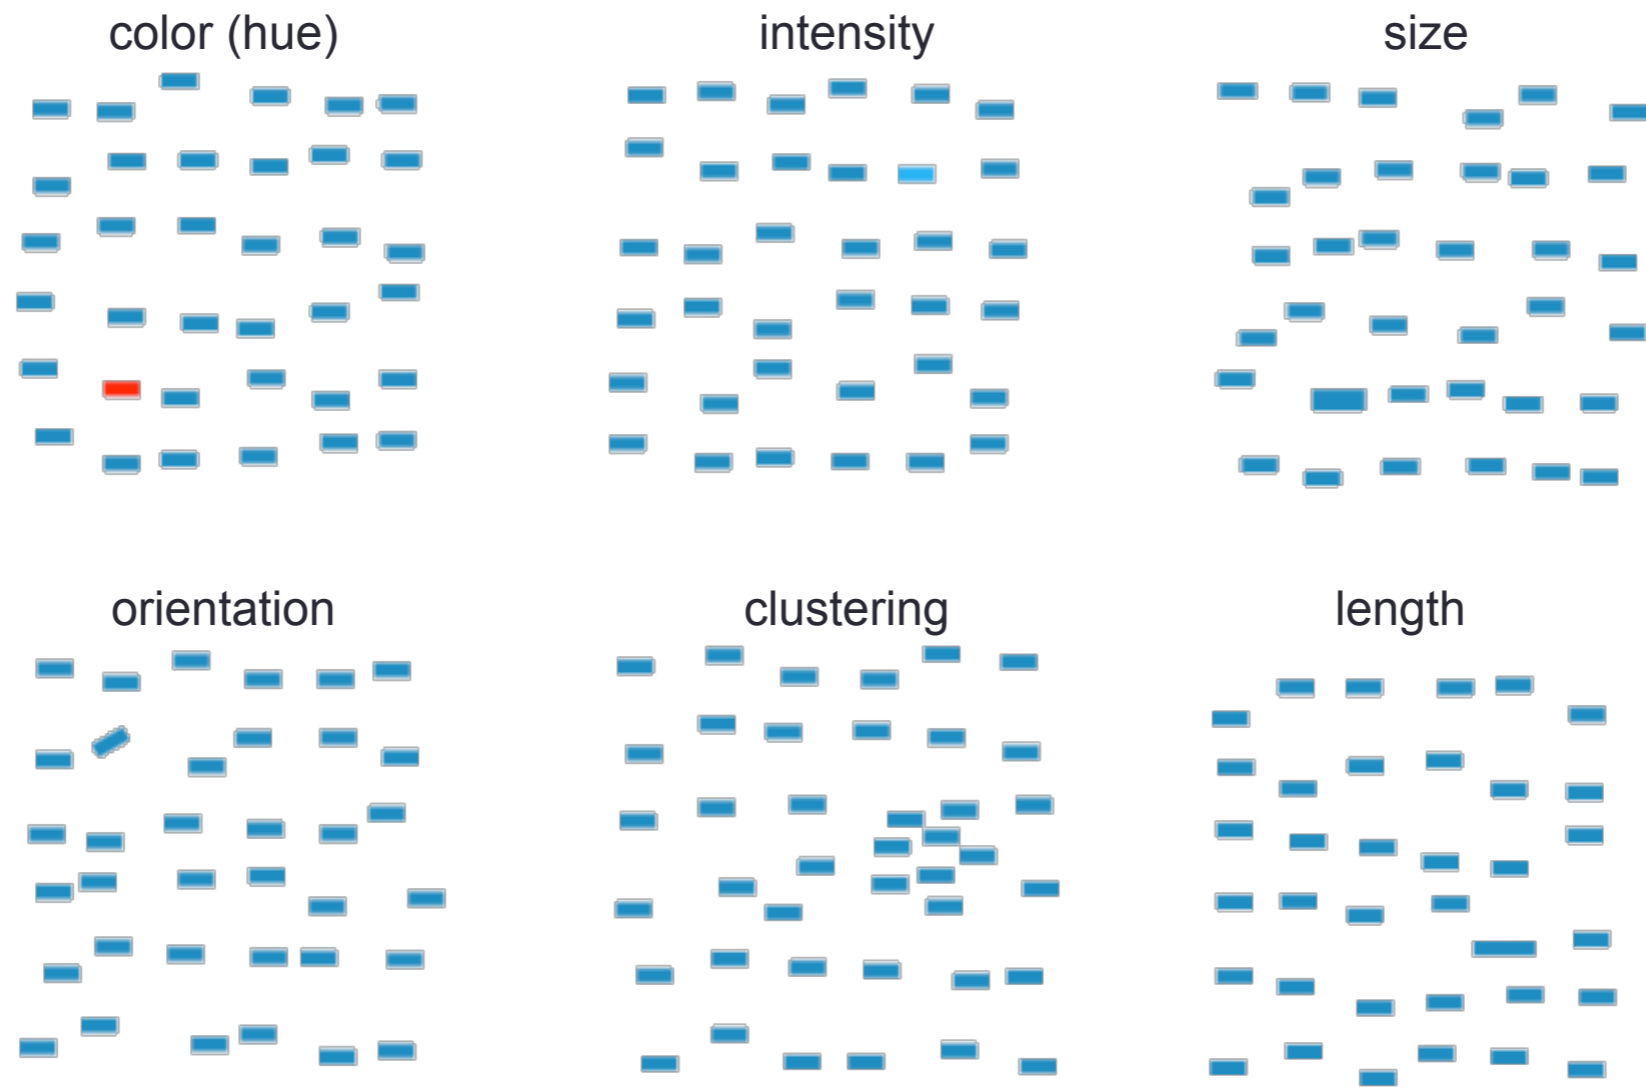 color (hue)
intensity
size
orientation
clustering
length